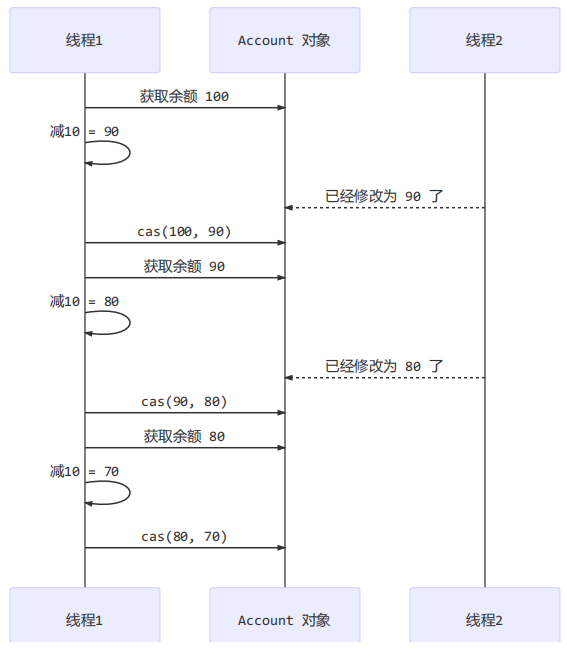 线程1
Account 对象
线程2
获取余额 100
减10 = 90
已经修改为 90 了
cas(100, 90)
获取余额 90
减10 = 80
已经修改为 80 了
cas(90, 80)
获取余额 80
减10 = 70
cas(80, 70)
线程1
Account 对象
线程2